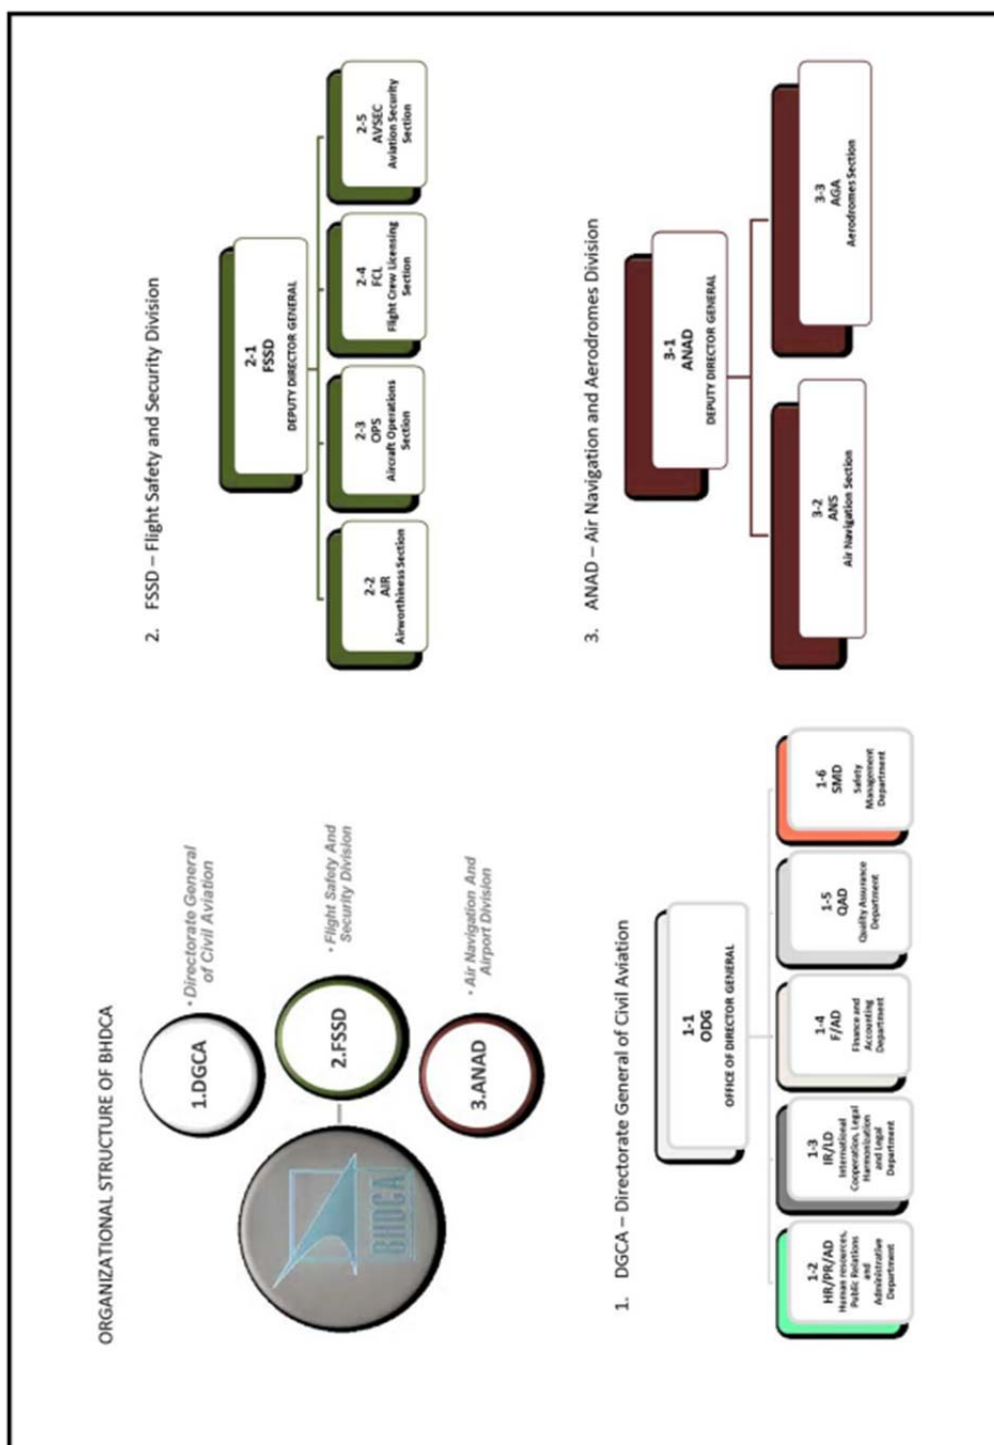 ORGANIZATIONAL STRUCTURE OF BHDCA
BHDCA
1.DGCA
• Directorate General
of Civil Aviation
2.FSSD
• Flight Safety And
Security Division
3.ANAD
• Air Navigation And
Airport Division
1. DGCA – Directorate General of Civil Aviation
1-1
ODG
OFFICE OF DIRECTOR GENERAL
1-2
HR/PR/AD
Human resources,
Public Relations
and
Administrative
Department
1-3
IR/LD
International
Cooperation, Legal
Harmonization
and Legal
Department
1-4
F/AD
Finance and
Accounting
Department
1-5
QAD
Quality Assurance
Department
1-6
SMD
Safety
Management
Department
2. FSSD – Flight Safety and Security Division
2-1
FSSD
DEPUTY DIRECTOR GENERAL
2-2
AIR
Airworthiness Section
2-3
OPS
Aircraft Operations
Section
2-4
FCL
Flight Crew Licensing
Section
2-5
AVSEC
Aviation Security
Section
3. ANAD – Air Navigation and Aerodromes Division
3-1
ANAD
DEPUTY DIRECTOR GENERAL
3-2
ANS
Air Navigation Section
3-3
AGA
Aerodromes Section